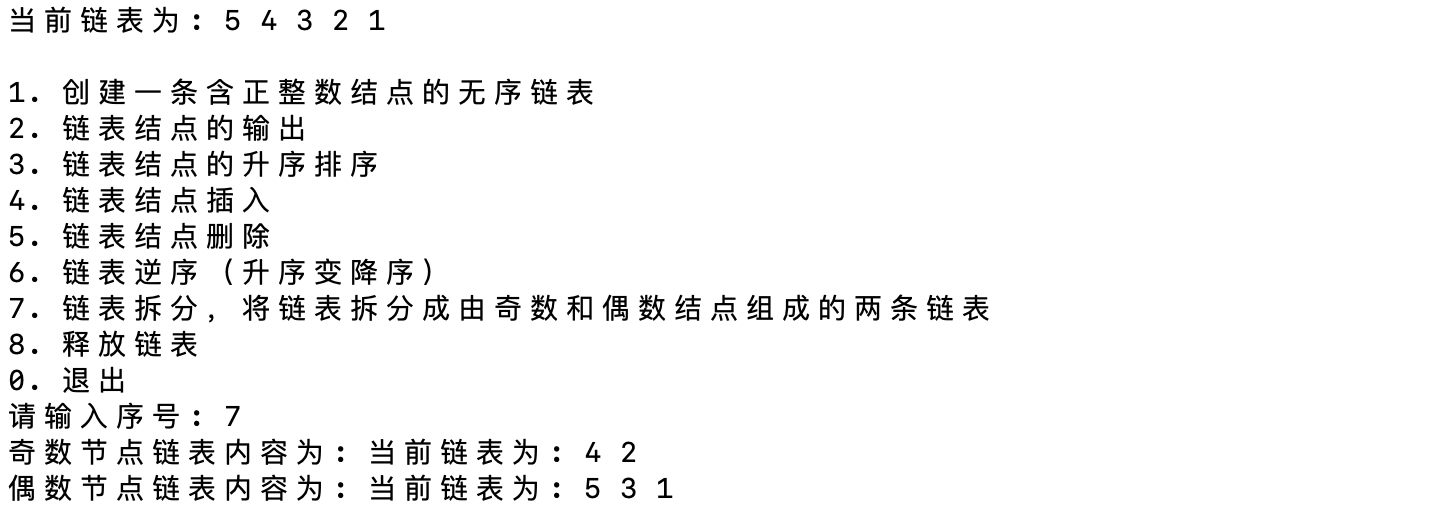 当前链表为: 5 4 3 2 1
1. 创建一条含正整数结点的无序链表
2. 链表结点的输出
3. 链表结点的升序排序
4. 链表结点插入
5. 链表结点删除
6. 链表逆序（升序变降序）
7. 链表拆分，将链表拆分成由奇数和偶数结点组成的两条链表
8. 释放链表
0. 退出
请输入序号: 7
奇数节点链表内容为: 当前链表为: 4 2
偶数节点链表内容为: 当前链表为: 5 3 1